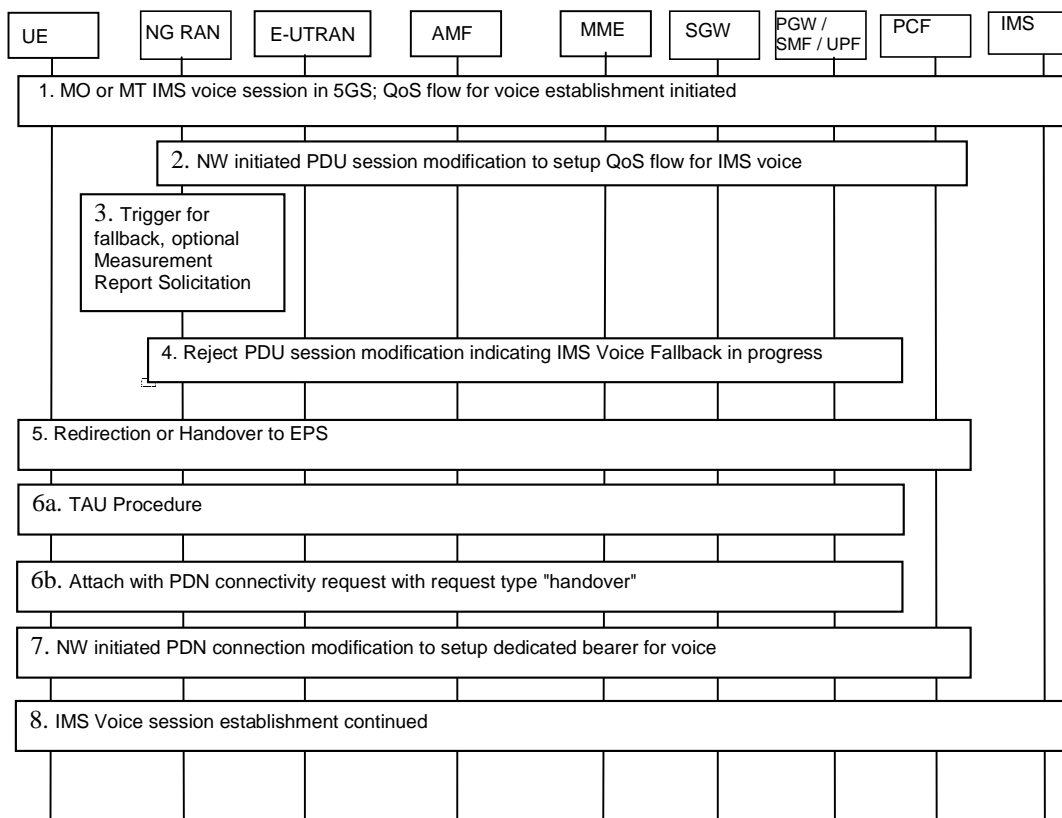 UE
NG RAN
E-UTRAN
AMF
MME
SGW
PGW /
SMF / UPF
PCF
IMS
1. MO or MT IMS voice session in 5GS; QoS flow for voice establishment initiated
2. NW initiated PDU session modification to setup QoS flow for IMS voice
3. Trigger for
fallback, optional
Measurement
Report Solicitation
4. Reject PDU session modification indicating IMS Voice Fallback in progress
5. Redirection or Handover to EPS
6a. TAU Procedure
6b. Attach with PDN connectivity request with request type "handover"
7. NW initiated PDN connection modification to setup dedicated bearer for voice
8. IMS Voice session establishment continued